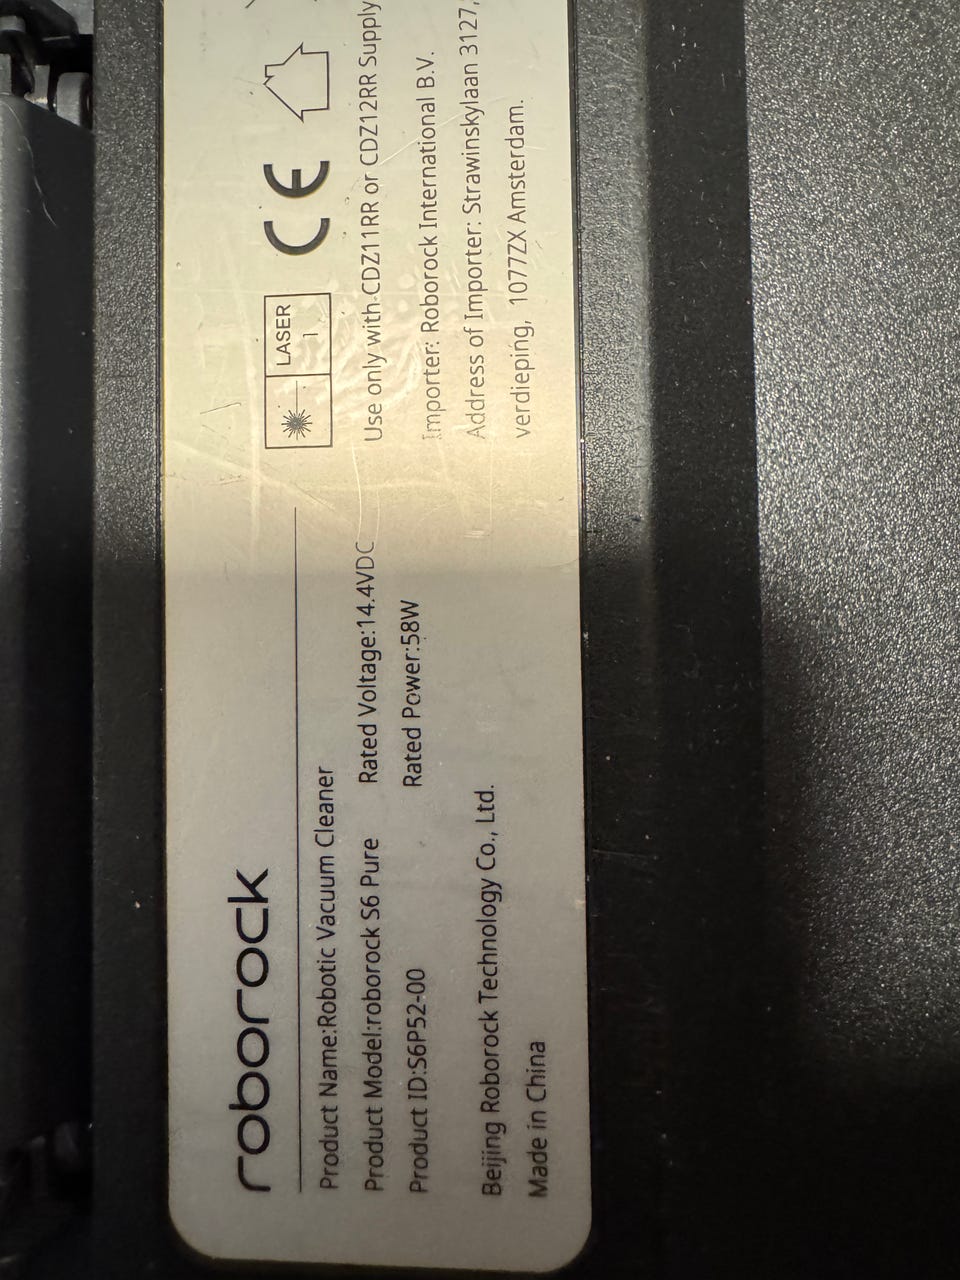 roborock
Product Name:Robotic Vacuum Cleaner
Product Model:roborock S6 Pure
Rated Voltage:14.4VDC
Product ID:S6P52-00
Rated Power:58W
Beijing Roborock Technology Co., Ltd.
Made in China
LASER
1
CE
Use only with CDZ11RR or CDZ12RR Supply
Importer: Roborock International B.V.
Address of Importer: Strawinskylaan 3127,
verdieping, 1077ZX Amsterdam.